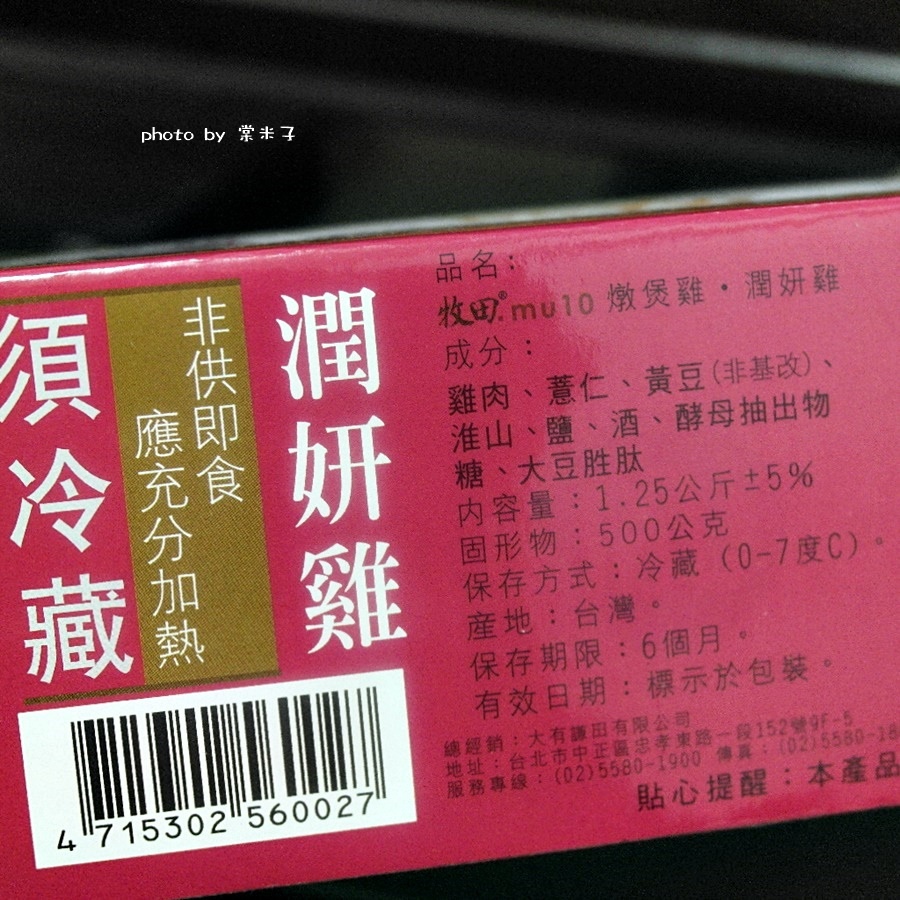 photo by 棠米子
須冷藏
非供即食
應充分加熱
潤妍雞
品名:
牧田®mu10 燉煲雞・潤妍雞
成分:
雞肉、薏仁、黃豆(非基改)、
淮山、鹽、酒、酵母抽出物
糖、大豆胜肽
內容量:1.25公斤±5%
固形物:500公克
保存方式:冷藏(0-7度C)。
產地:台灣。
保存期限:6個月。
有效日期:標示於包裝。
總經銷:大有謙田有限公司
地址:台北市中正區忠孝東路一段152號9F-5
服務專線:(02)5580-1900 傳真:(02)5580-18
貼心提醒:本產品
4 715302 560027